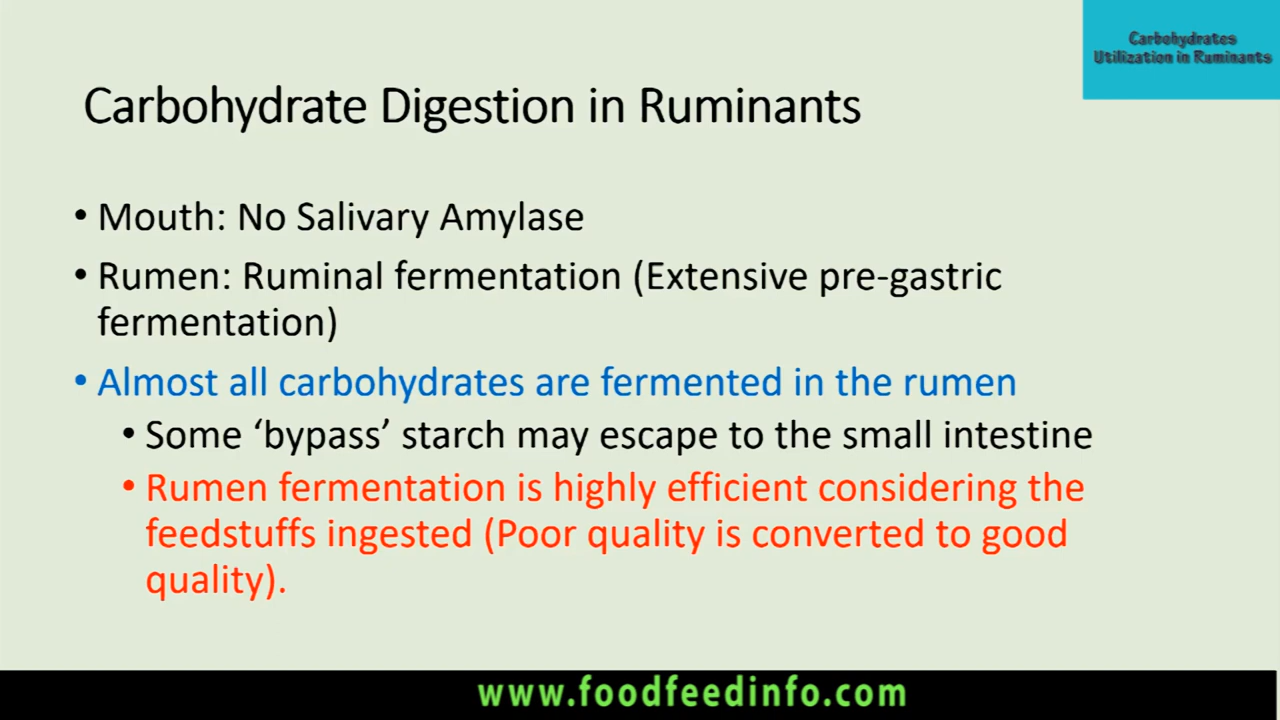 Carbohydrates
Utilization in Ruminants
Carbohydrate Digestion in Ruminants
• Mouth: No Salivary Amylase
• Rumen: Ruminal fermentation (Extensive pre-gastric
fermentation)
• Almost all carbohydrates are fermented in the rumen
• Some ‘bypass’ starch may escape to the small intestine
• Rumen fermentation is highly efficient considering the
feedstuffs ingested (Poor quality is converted to good
quality).
www.foodfeedinfo.com